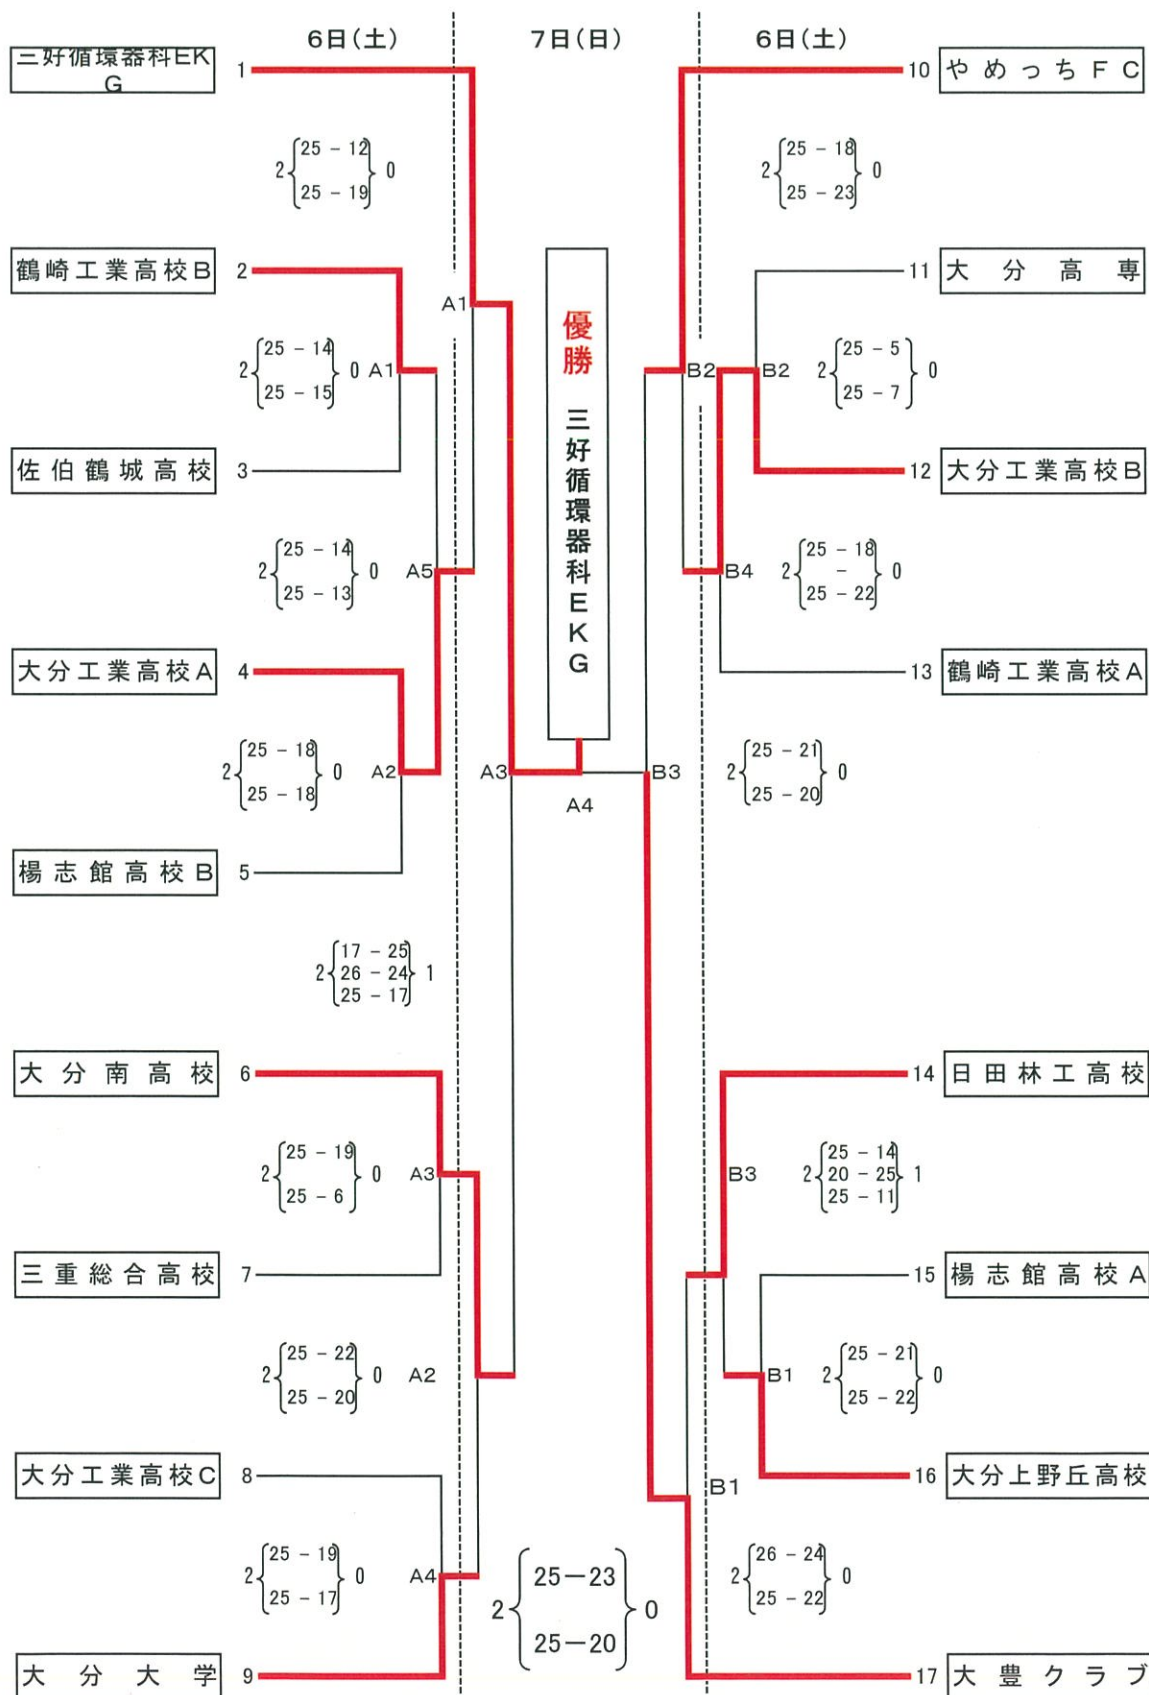 6日(土) 7日(日) 6日(土)
三好循環器科EK
G
1
10 やめっちFC
2{25 - 12
25 - 19}0
2{25 - 18
25 - 23}0
鶴崎工業高校B 2
11 大分高専
A1
優勝 三好循環器科EKG
2{25 - 14
25 - 15}0 A1
B2
B2
2{25 - 5
25 - 7}0
佐伯鶴城高校 3
12 大分工業高校B
2{25 - 14
25 - 13}0 A5
B4
2{25 - 18
-
25 - 22}0
大分工業高校A 4
13 鶴崎工業高校A
2{25 - 18
25 - 18}0 A2
A3
A4
B3
2{25 - 21
25 - 20}0
楊志館高校B 5
2{17 - 25
26 - 24
25 - 17}1
大分南高校 6
14 日田林工高校
2{25 - 19
25 - 6}0 A3
B3
2{25 - 14
20 - 25
25 - 11}1
三重総合高校 7
15 楊志館高校A
2{25 - 22
25 - 20}0 A2
B1
2{25 - 21
25 - 22}0
大分工業高校C 8
16 大分上野丘高校
B1
2{25 - 19
25 - 17}0 A4
2{25-23
25-20}0
2{26 - 24
25 - 22}0
大分大学 9
17 大豊クラブ